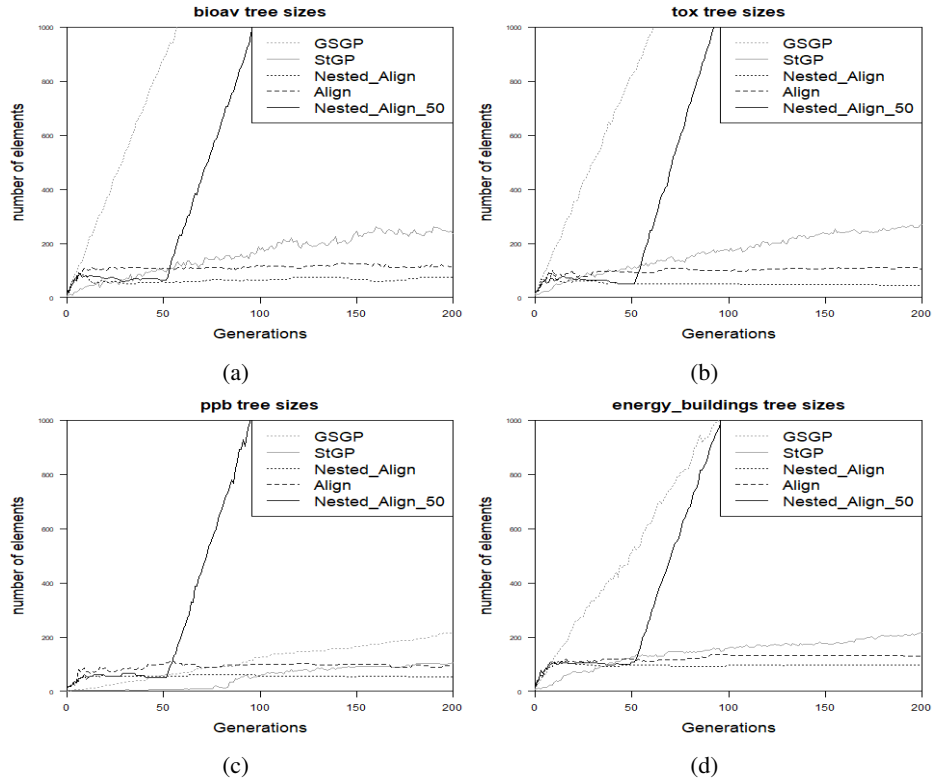 bioav tree sizes
number of elements
1000
800
600
400
200
0
GSGP
StGP
Nested_Align
Align
Nested_Align_50
0 50 100 150 200
Generations
(a)
tox tree sizes
number of elements
1000
800
600
400
200
0
GSGP
StGP
Nested_Align
Align
Nested_Align_50
0 50 100 150 200
Generations
(b)
ppb tree sizes
number of elements
1000
800
600
400
200
0
GSGP
StGP
Nested_Align
Align
Nested_Align_50
0 50 100 150 200
Generations
(c)
energy_buildings tree sizes
number of elements
1000
800
600
400
200
0
GSGP
StGP
Nested_Align
Align
Nested_Align_50
0 50 100 150 200
Generations
(d)